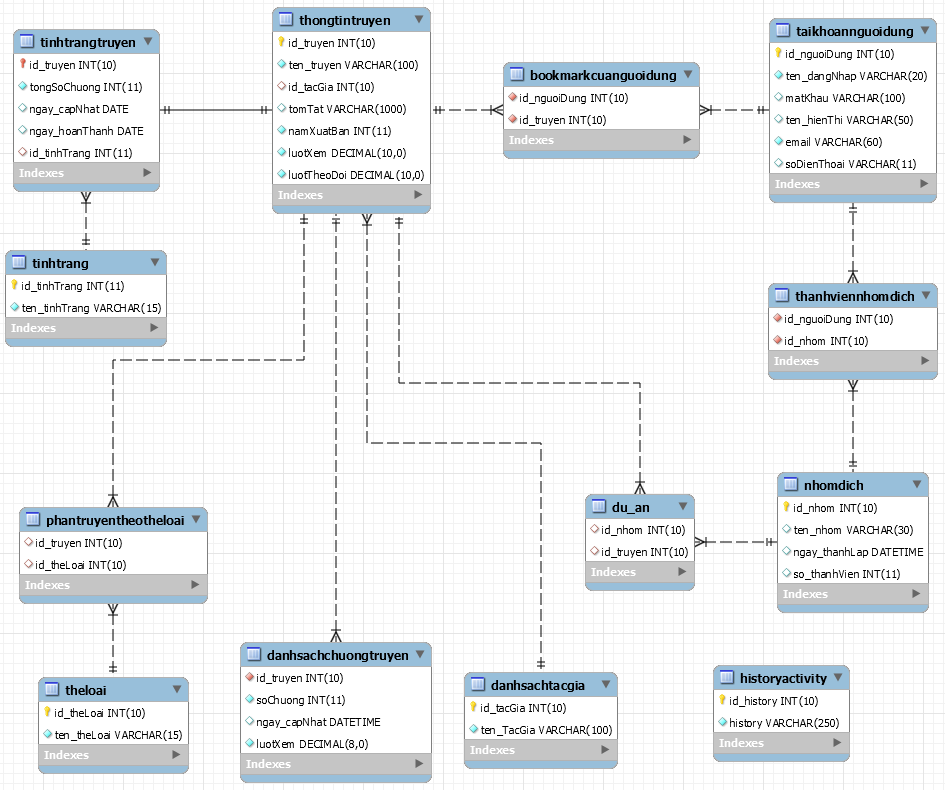 tinhtrangtruyen
id_truyen INT(10)
tongSoChuong INT(11)
ngay_capNhat DATE
ngay_hoanThanh DATE
id_tinhTrang INT(11)
Indexes
thongtintruyen
id_truyen INT(10)
ten_truyen VARCHAR(100)
id_tacGia INT(10)
tomTat VARCHAR(1000)
namXuatBan INT(11)
luotXem DECIMAL(10,0)
luotTheoDoi DECIMAL(10,0)
Indexes
bookmarkcuanguoidung
id_nguoiDung INT(10)
id_truyen INT(10)
Indexes
taikhoannguoidung
id_nguoiDung INT(10)
ten_dangNhap VARCHAR(20)
matKhau VARCHAR(100)
ten_hienThi VARCHAR(50)
email VARCHAR(60)
soDienThoai VARCHAR(11)
Indexes
tinhtrang
id_tinhTrang INT(11)
ten_tinhTrang VARCHAR(15)
Indexes
thanhviennhomdich
id_nguoiDung INT(10)
id_nhom INT(10)
Indexes
phantruyentheotheloai
id_truyen INT(10)
id_theLoai INT(10)
Indexes
du_an
id_nhom INT(10)
id_truyen INT(10)
Indexes
nhomdich
id_nhom INT(10)
ten_nhom VARCHAR(30)
ngay_thanhLap DATETIME
so_thanhVien INT(11)
Indexes
theloai
id_theLoai INT(10)
ten_theLoai VARCHAR(15)
Indexes
danhsachchuongtruyen
id_truyen INT(10)
soChuong INT(11)
ngay_capNhat DATETIME
luotXem DECIMAL(8,0)
Indexes
danhsachtacgia
id_tacGia INT(10)
ten_TacGia VARCHAR(100)
Indexes
historyactivity
id_history INT(10)
history VARCHAR(250)
Indexes